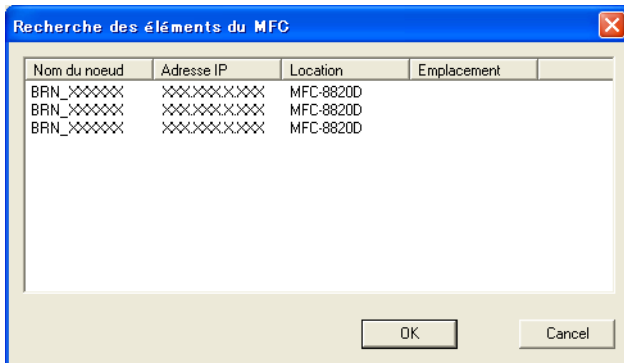 Recherche des éléments du MFC
Nom du noeud Adresse IP Location Emplacement
BRN_XXXXXX XXX.XXX.X.XXX MFC-8820D
BRN_XXXXXX XXX.XXX.X.XXX MFC-8820D
BRN_XXXXXX XXX.XXX.X.XXX MFC-8820D
OK Cancel